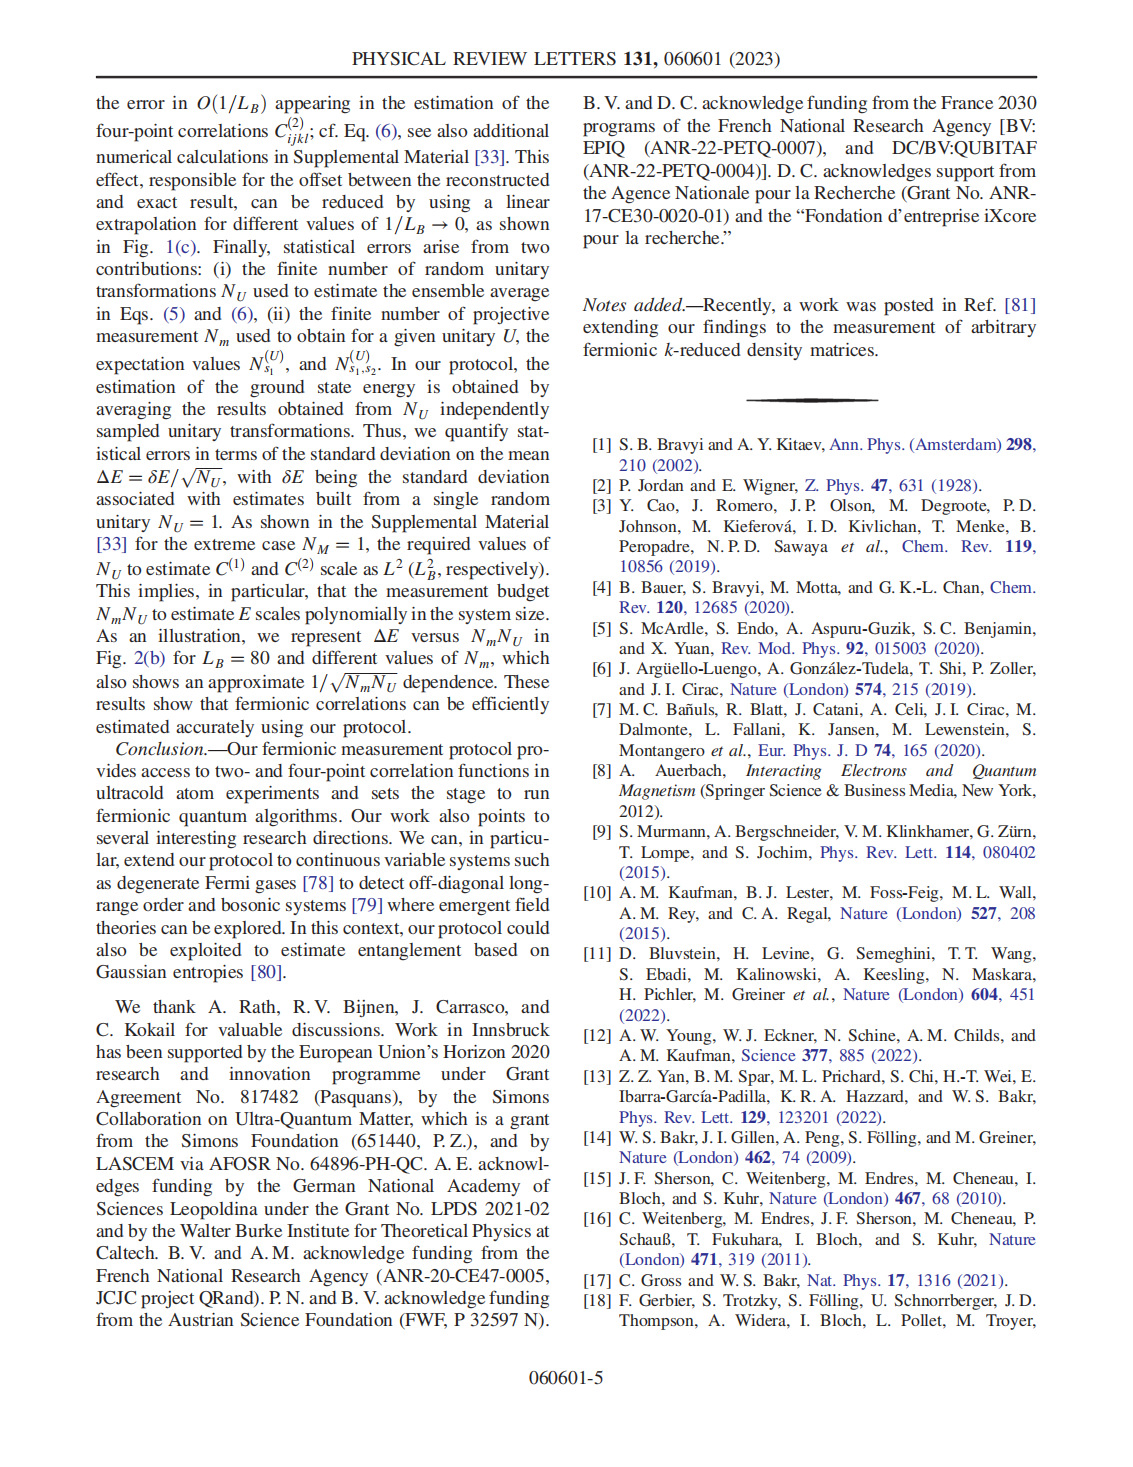 PHYSICAL REVIEW LETTERS 131, 060601 (2023)
the error in O(1/L_B) appearing in the estimation of the
four-point correlations C^{(2)}_{ijkl}; cf. Eq. (6), see also additional
numerical calculations in Supplemental Material [33]. This
effect, responsible for the offset between the reconstructed
and exact result, can be reduced by using a linear
extrapolation for different values of 1/L_B → 0, as shown
in Fig. 1(c). Finally, statistical errors arise from two
contributions: (i) the finite number of random unitary
transformations N_U used to estimate the ensemble average
in Eqs. (5) and (6), (ii) the finite number of projective
measurement N_m used to obtain for a given unitary U, the
expectation values N^{(U)}_{s_1}, and N^{(U)}_{s_1,s_2}. In our protocol, the
estimation of the ground state energy is obtained by
averaging the results obtained from N_U independently
sampled unitary transformations. Thus, we quantify stat-
istical errors in terms of the standard deviation on the mean
ΔE = δE/√N_U, with δE being the standard deviation
associated with estimates built from a single random
unitary N_U = 1. As shown in the Supplemental Material
[33] for the extreme case N_M = 1, the required values of
N_U to estimate C^{(1)} and C^{(2)} scale as L^2 (L_B^2, respectively).
This implies, in particular, that the measurement budget
N_m N_U to estimate E scales polynomially in the system size.
As an illustration, we represent ΔE versus N_m N_U in
Fig. 2(b) for L_B = 80 and different values of N_m, which
also shows an approximate 1/√N_m N_U dependence. These
results show that fermionic correlations can be efficiently
estimated accurately using our protocol.
Conclusion.—Our fermionic measurement protocol pro-
vides access to two- and four-point correlation functions in
ultracold atom experiments and sets the stage to run
fermionic quantum algorithms. Our work also points to
several interesting research directions. We can, in particu-
lar, extend our protocol to continuous variable systems such
as degenerate Fermi gases [78] to detect off-diagonal long-
range order and bosonic systems [79] where emergent field
theories can be explored. In this context, our protocol could
also be exploited to estimate entanglement based on
Gaussian entropies [80].
We thank A. Rath, R. V. Bijnen, J. Carrasco, and
C. Kokail for valuable discussions. Work in Innsbruck
has been supported by the European Union's Horizon 2020
research and innovation programme under Grant
Agreement No. 817482 (Pasquans), by the Simons
Collaboration on Ultra-Quantum Matter, which is a grant
from the Simons Foundation (651440, P. Z.), and by
LASCEM via AFOSR No. 64896-PH-QC. A. E. acknowl-
edges funding by the German National Academy of
Sciences Leopoldina under the Grant No. LPDS 2021-02
and by the Walter Burke Institute for Theoretical Physics at
Caltech. B. V. and A. M. acknowledge funding from the
French National Research Agency (ANR-20-CE47-0005,
JCJC project QRand). P. N. and B. V. acknowledge funding
from the Austrian Science Foundation (FWF, P 32597 N).
B. V. and D. C. acknowledge funding from the France 2030
programs of the French National Research Agency [BV:
EPIQ (ANR-22-PETQ-0007), and DC/BV:QUBITAF
(ANR-22-PETQ-0004)]. D. C. acknowledges support from
the Agence Nationale pour la Recherche (Grant No. ANR-
17-CE30-0020-01) and the “Fondation d'entreprise iXcore
pour la recherche.”
Notes added.—Recently, a work was posted in Ref. [81]
extending our findings to the measurement of arbitrary
fermionic k-reduced density matrices.
[1] S. B. Bravyi and A. Y. Kitaev, Ann. Phys. (Amsterdam) 298,
210 (2002).
[2] P. Jordan and E. Wigner, Z. Phys. 47, 631 (1928).
[3] Y. Cao, J. Romero, J. P. Olson, M. Degroote, P. D.
Johnson, M. Kieferová, I. D. Kivlichan, T. Menke, B.
Peropadre, N. P. D. Sawaya et al., Chem. Rev. 119,
10856 (2019).
[4] B. Bauer, S. Bravyi, M. Motta, and G. K.-L. Chan, Chem.
Rev. 120, 12685 (2020).
[5] S. McArdle, S. Endo, A. Aspuru-Guzik, S. C. Benjamin,
and X. Yuan, Rev. Mod. Phys. 92, 015003 (2020).
[6] J. Argüello-Luengo, A. González-Tudela, T. Shi, P. Zoller,
and J. I. Cirac, Nature (London) 574, 215 (2019).
[7] M. C. Bañuls, R. Blatt, J. Catani, A. Celi, J. I. Cirac, M.
Dalmonte, L. Fallani, K. Jansen, M. Lewenstein, S.
Montangero et al., Eur. Phys. J. D 74, 165 (2020).
[8] A. Auerbach, Interacting Electrons and Quantum
Magnetism (Springer Science & Business Media, New York,
2012).
[9] S. Murmann, A. Bergschneider, V. M. Klinkhamer, G. Zürn,
T. Lompe, and S. Jochim, Phys. Rev. Lett. 114, 080402
(2015).
[10] A. M. Kaufman, B. J. Lester, M. Foss-Feig, M. L. Wall,
A. M. Rey, and C. A. Regal, Nature (London) 527, 208
(2015).
[11] D. Bluvstein, H. Levine, G. Semeghini, T. T. Wang,
S. Ebadi, M. Kalinowski, A. Keesling, N. Maskara,
H. Pichler, M. Greiner et al., Nature (London) 604, 451
(2022).
[12] A. W. Young, W. J. Eckner, N. Schine, A. M. Childs, and
A. M. Kaufman, Science 377, 885 (2022).
[13] Z. Z. Yan, B. M. Spar, M. L. Prichard, S. Chi, H.-T. Wei, E.
Ibarra-García-Padilla, K. R. A. Hazzard, and W. S. Bakr,
Phys. Rev. Lett. 129, 123201 (2022).
[14] W. S. Bakr, J. I. Gillen, A. Peng, S. Fölling, and M. Greiner,
Nature (London) 462, 74 (2009).
[15] J. F. Sherson, C. Weitenberg, M. Endres, M. Cheneau, I.
Bloch, and S. Kuhr, Nature (London) 467, 68 (2010).
[16] C. Weitenberg, M. Endres, J. F. Sherson, M. Cheneau, P.
Schauß, T. Fukuhara, I. Bloch, and S. Kuhr, Nature
(London) 471, 319 (2011).
[17] C. Gross and W. S. Bakr, Nat. Phys. 17, 1316 (2021).
[18] F. Gerbier, S. Trotzky, S. Fölling, U. Schnorrberger, J. D.
Thompson, A. Widera, I. Bloch, L. Pollet, M. Troyer,
060601-5